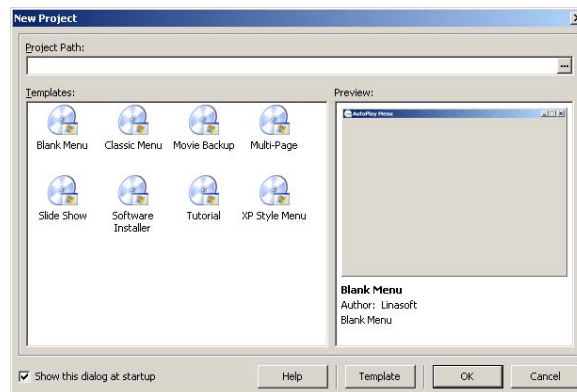 New Project
Project Path:
...
Templates:
Blank Menu
Classic Menu
Movie Backup
Multi-Page
Slide Show
Software
Installer
Tutorial
XP Style Menu
Preview:
AutoPlay Menu
Blank Menu
Author: Linasoft
Blank Menu
Show this dialog at startup
Help
Template
OK
Cancel